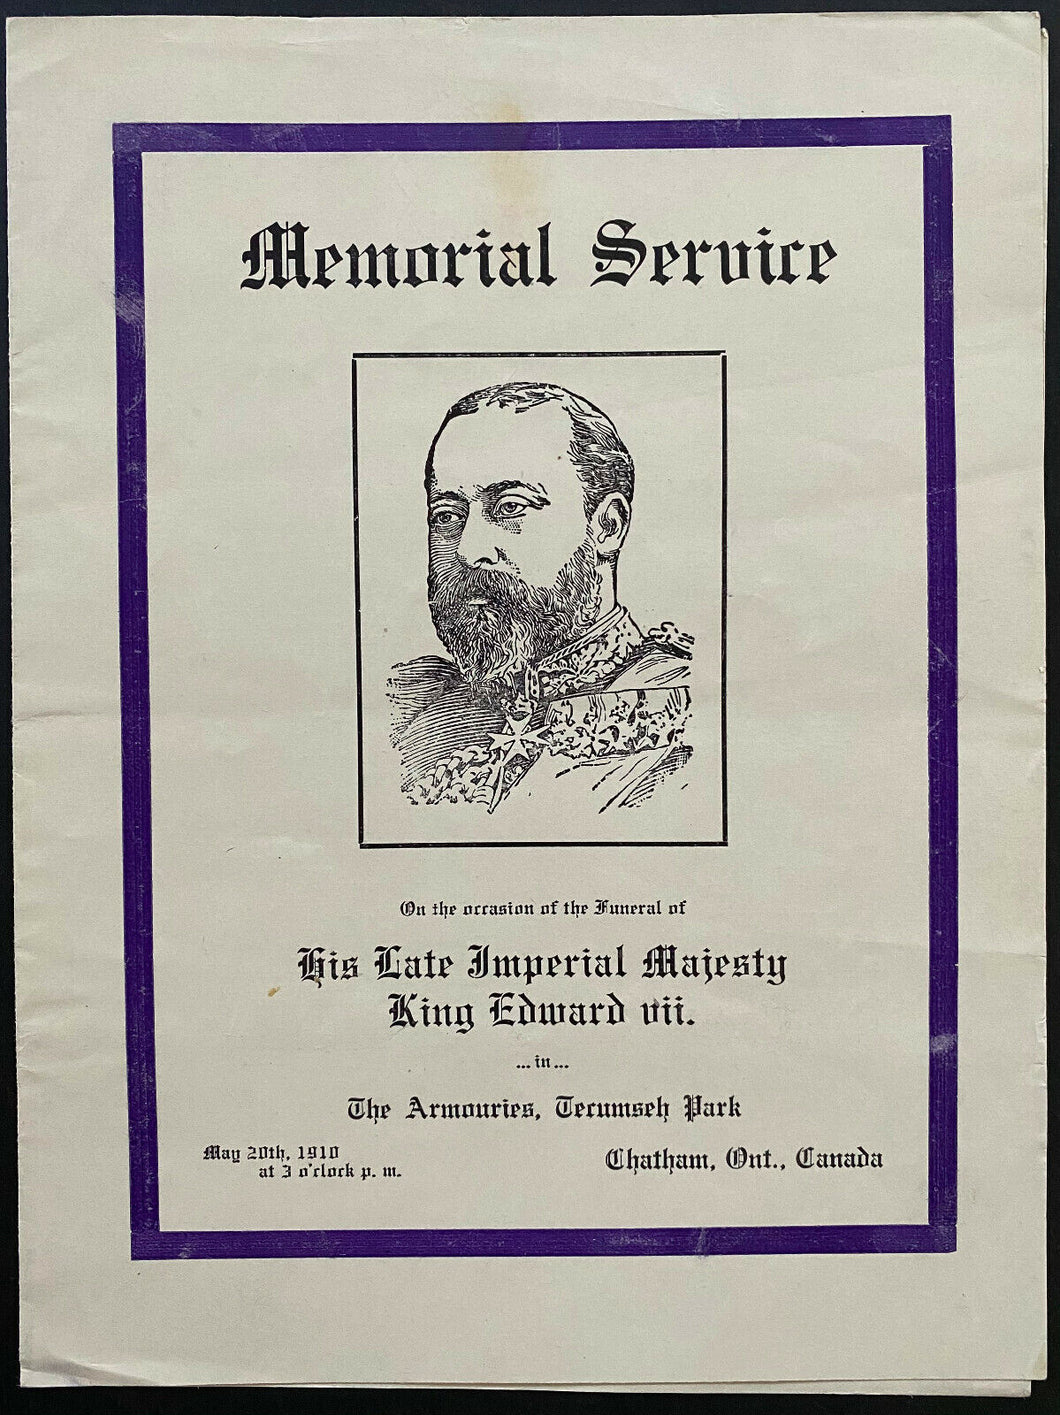 Memorial Service
On the occasion of the Funeral of
His Late Imperial Majesty
King Edward vii.
...in...
The Armouries, Tecumseh Park
May 20th, 1910
at 3 o'clock p. m.
Chatham, Ont., Canada